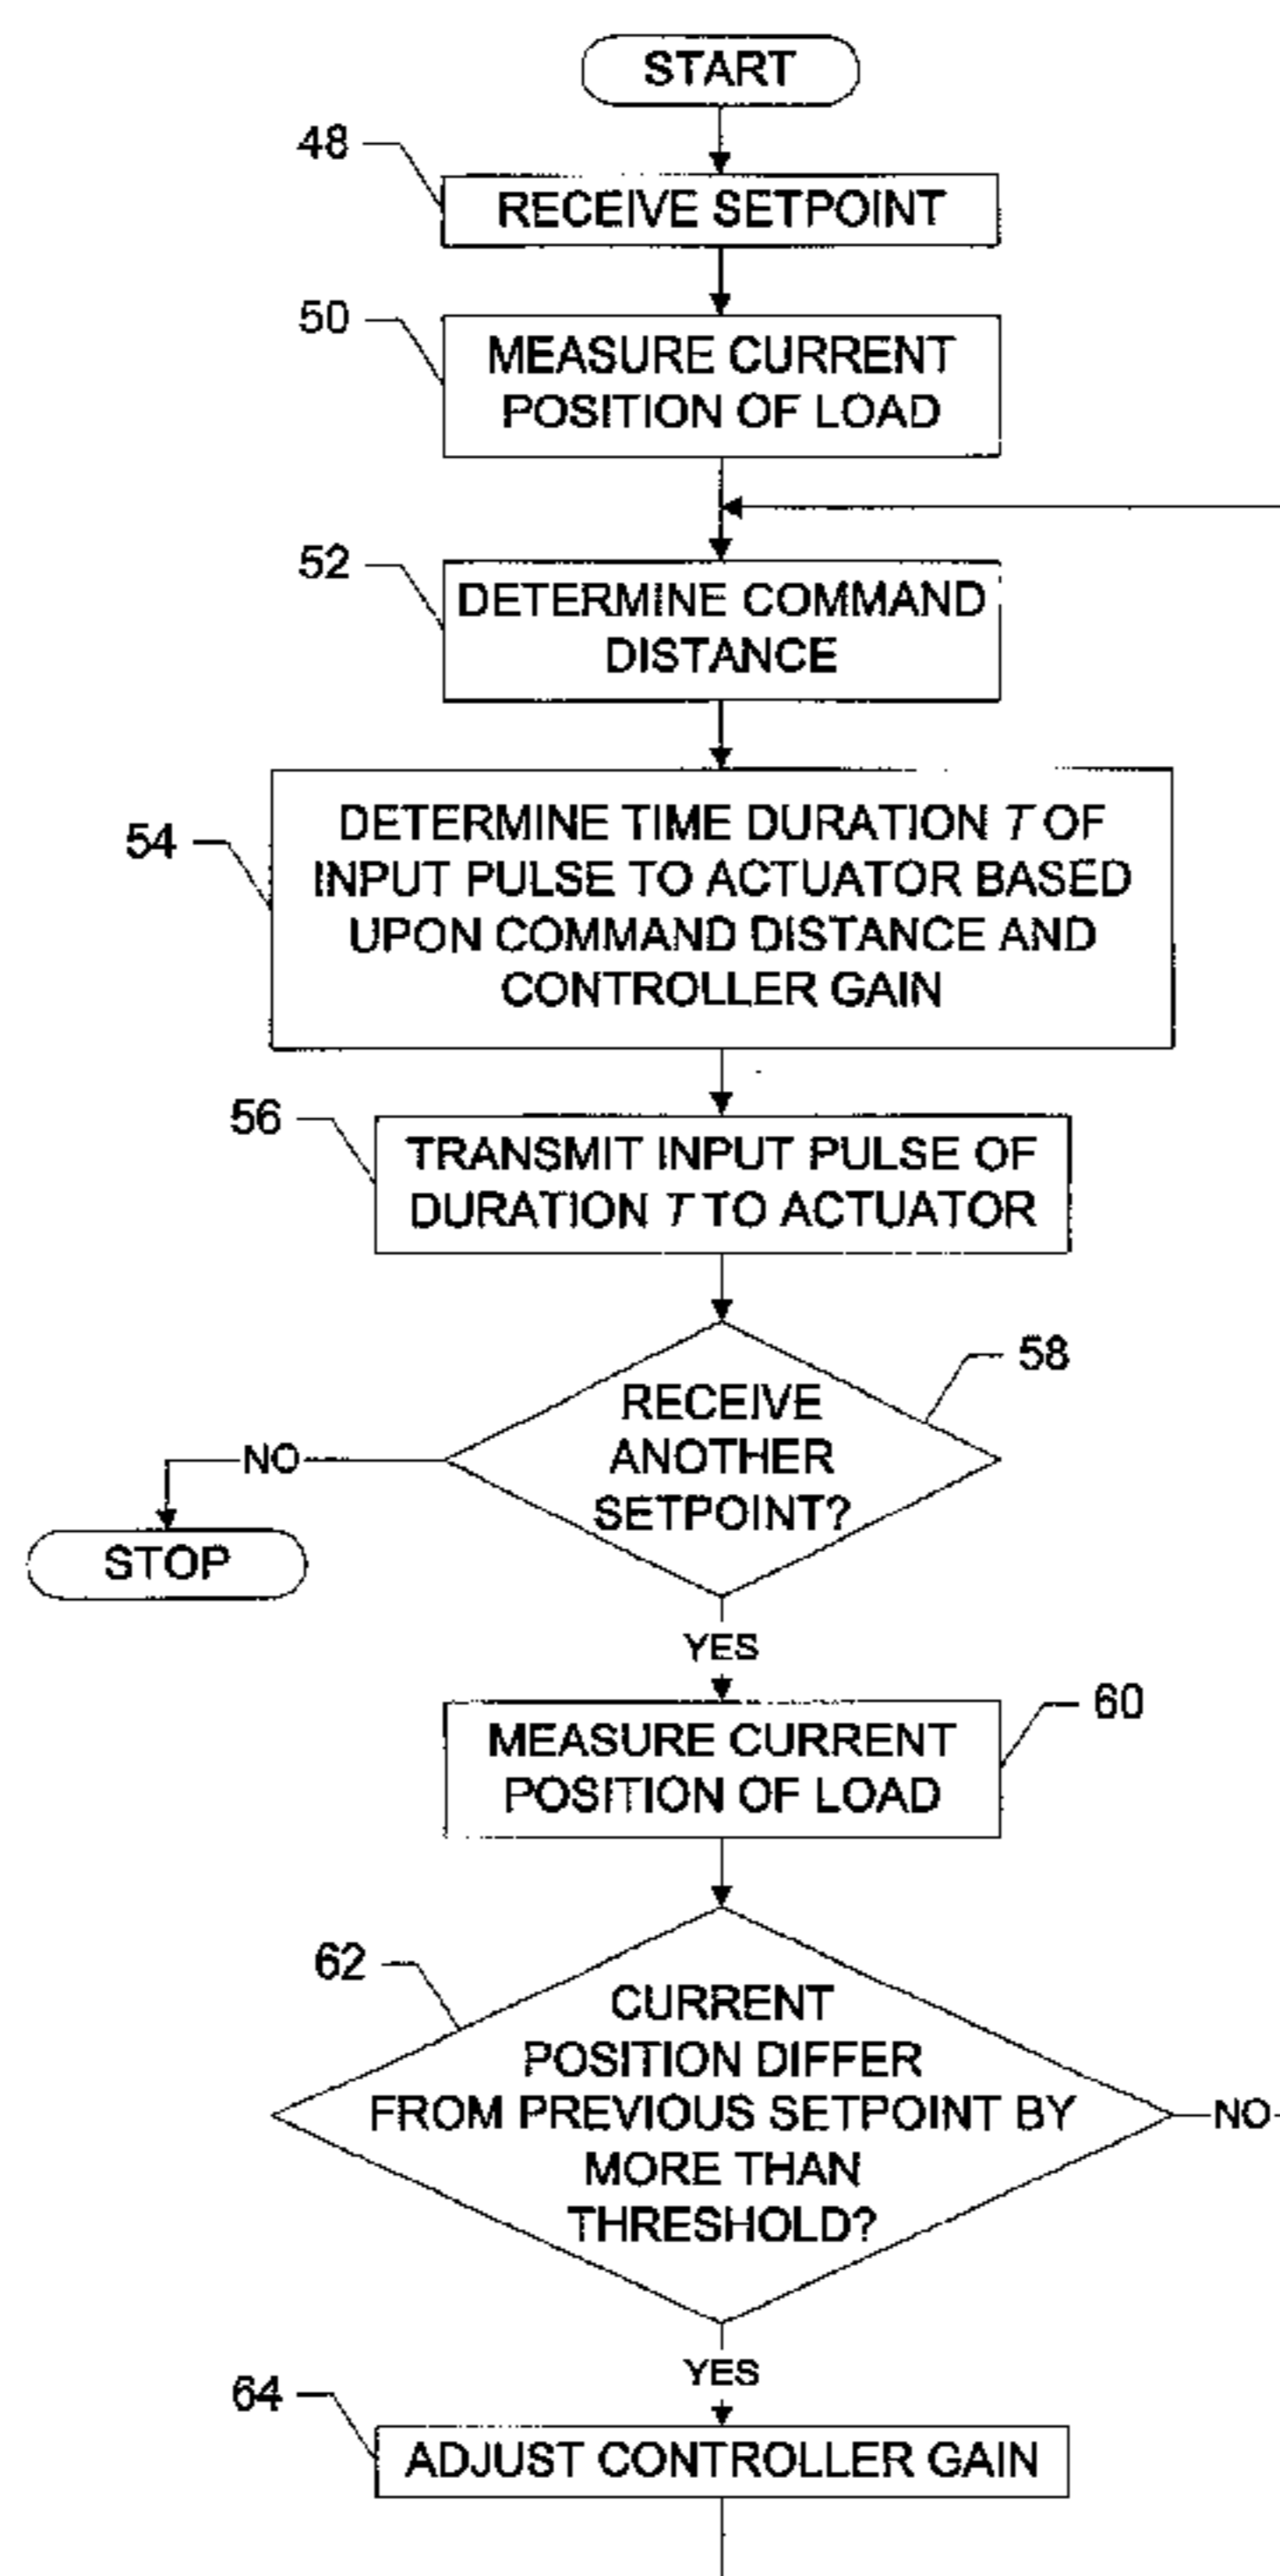 START
48
RECEIVE SETPOINT
50
MEASURE CURRENT
POSITION OF LOAD
52
DETERMINE COMMAND
DISTANCE
54
DETERMINE TIME DURATION T OF
INPUT PULSE TO ACTUATOR BASED
UPON COMMAND DISTANCE AND
CONTROLLER GAIN
56
TRANSMIT INPUT PULSE OF
DURATION T TO ACTUATOR
58
RECEIVE
ANOTHER
SETPOINT?
NO
STOP
YES
60
MEASURE CURRENT
POSITION OF LOAD
62
CURRENT
POSITION DIFFER
FROM PREVIOUS SETPOINT BY
MORE THAN
THRESHOLD?
NO
YES
64
ADJUST CONTROLLER GAIN